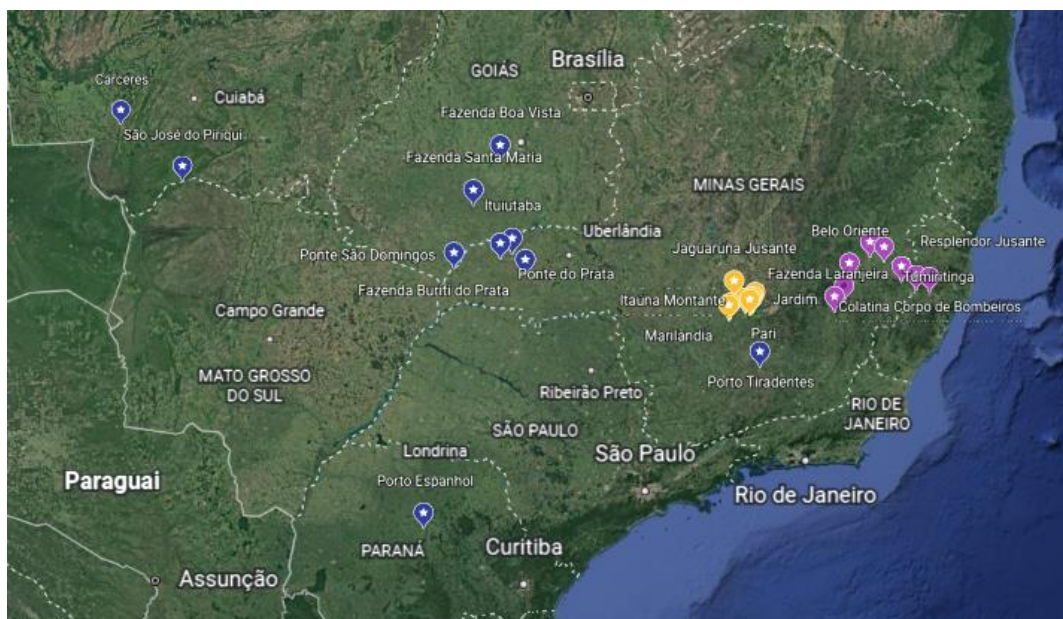 Brasília
GOIÁS
Cárceres
Cuiabá
Fazenda Boa Vista
São José do Piriqui
Fazenda Santa Maria
MINAS GERAIS
Ituiutaba
Uberlândia
Belo Oriente
Resplendor Jusante
Jaguaruna Jusante
Ponte São Domingos
Ponte do Prata
Fazenda Laranjeira
Tumiritinga
Fazenda Buriti do Prata
Itaúna Montante
Jardim
Colatina Corpo de Bombeiros
Campo Grande
Marilândia
Pari
MATO GROSSO
DO SUL
Porto Tiradentes
Ribeirão Preto
RIO DE
JANEIRO
SÃO PAULO
Londrina
São Paulo
Paraguai
Porto Espanhol
Rio de Janeiro
PARANÁ
Curitiba
Assunção